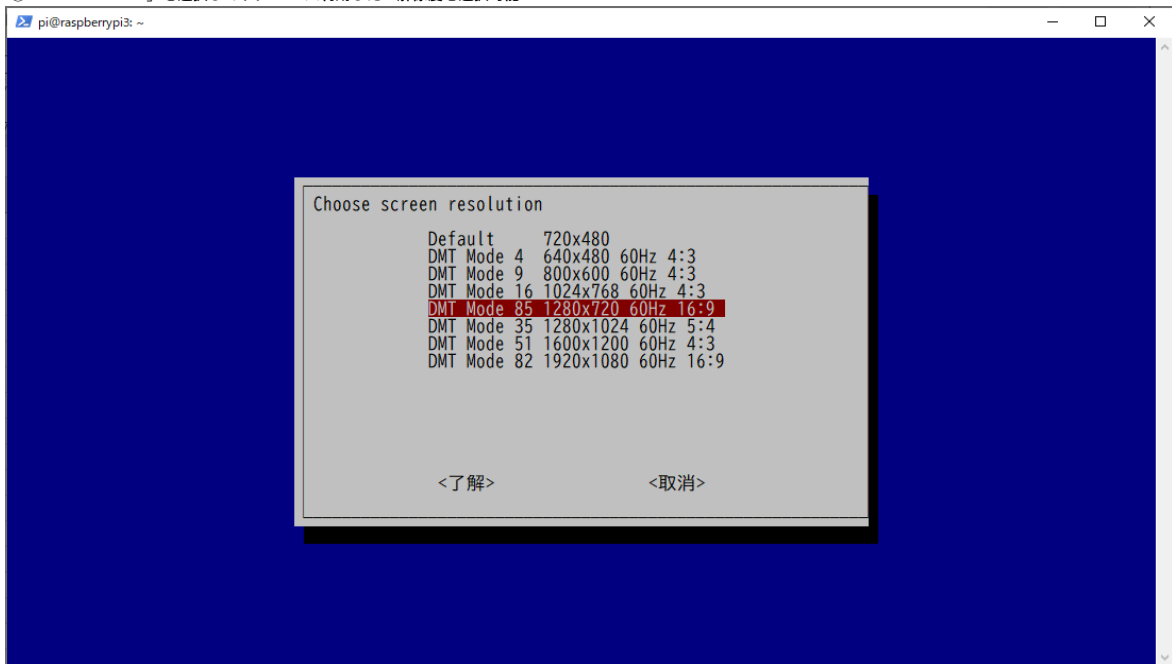 pi@raspberrypi3: ~
Choose screen resolution
Default 720x480
DMT Mode 4 640x480 60Hz 4:3
DMT Mode 9 800x600 60Hz 4:3
DMT Mode 16 1024x768 60Hz 4:3
DMT Mode 85 1280x720 60Hz 16:9
DMT Mode 35 1280x1024 60Hz 5:4
DMT Mode 51 1600x1200 60Hz 4:3
DMT Mode 82 1920x1080 60Hz 16:9
<了解> <取消>